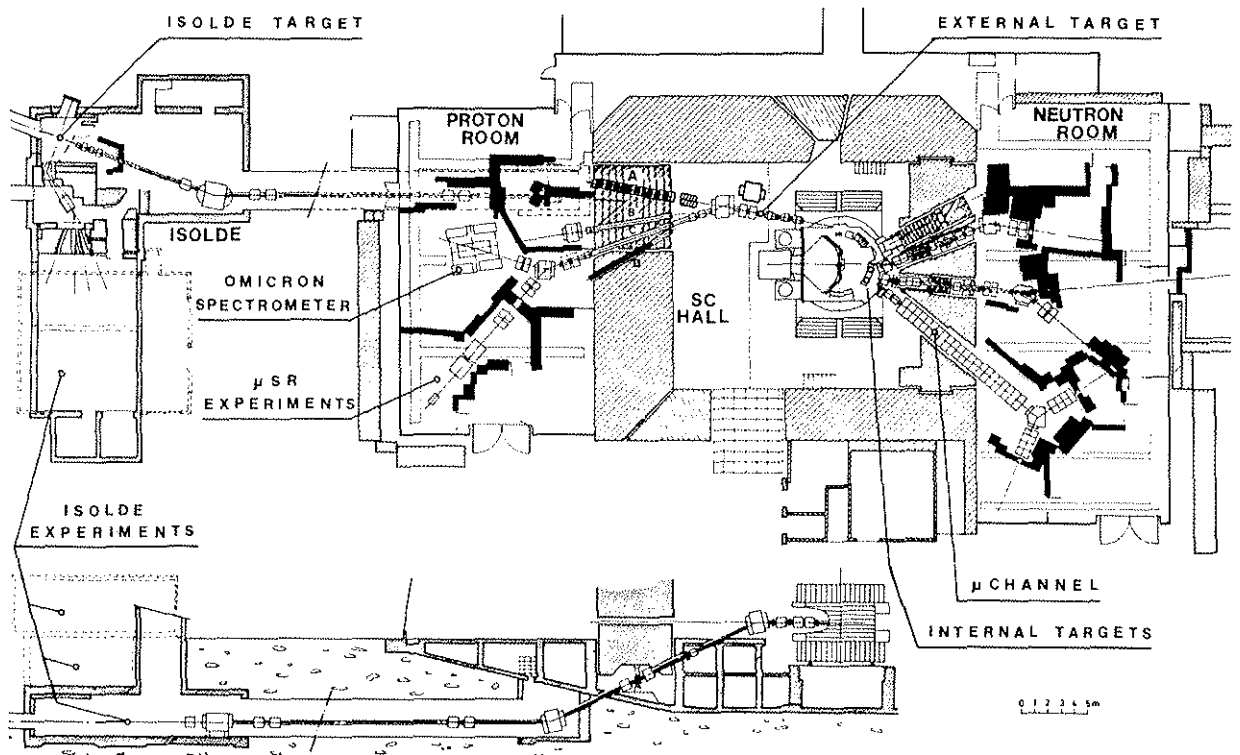 ISOLDE TARGET
EXTERNAL TARGET
PROTON
ROOM
NEUTRON
ROOM
A
B
C
D
ISOLDE
OMICRON
SPECTROMETER
SC
HALL
µSR
EXPERIMENTS
ISOLDE
EXPERIMENTS
µCHANNEL
INTERNAL TARGETS
0 1 2 3 4 5m